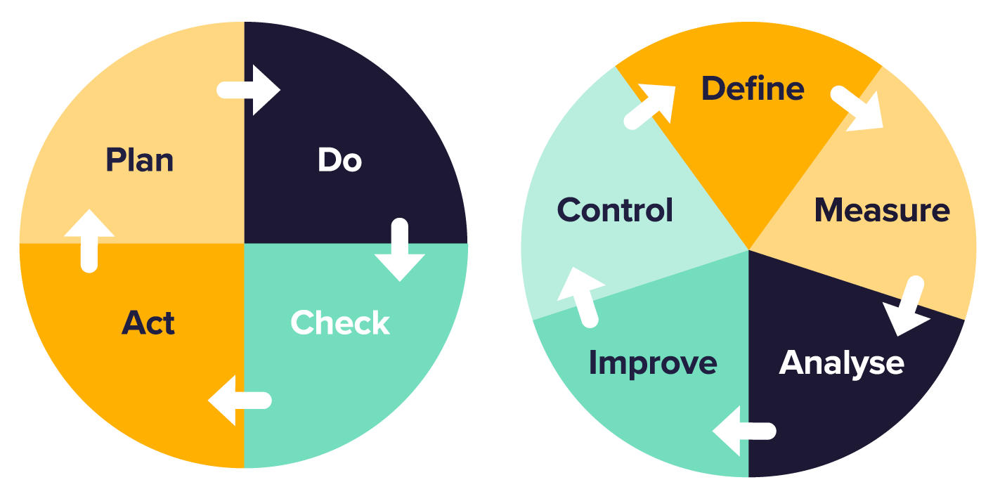 Plan
Do
Check
Act
Define
Measure
Analyse
Improve
Control